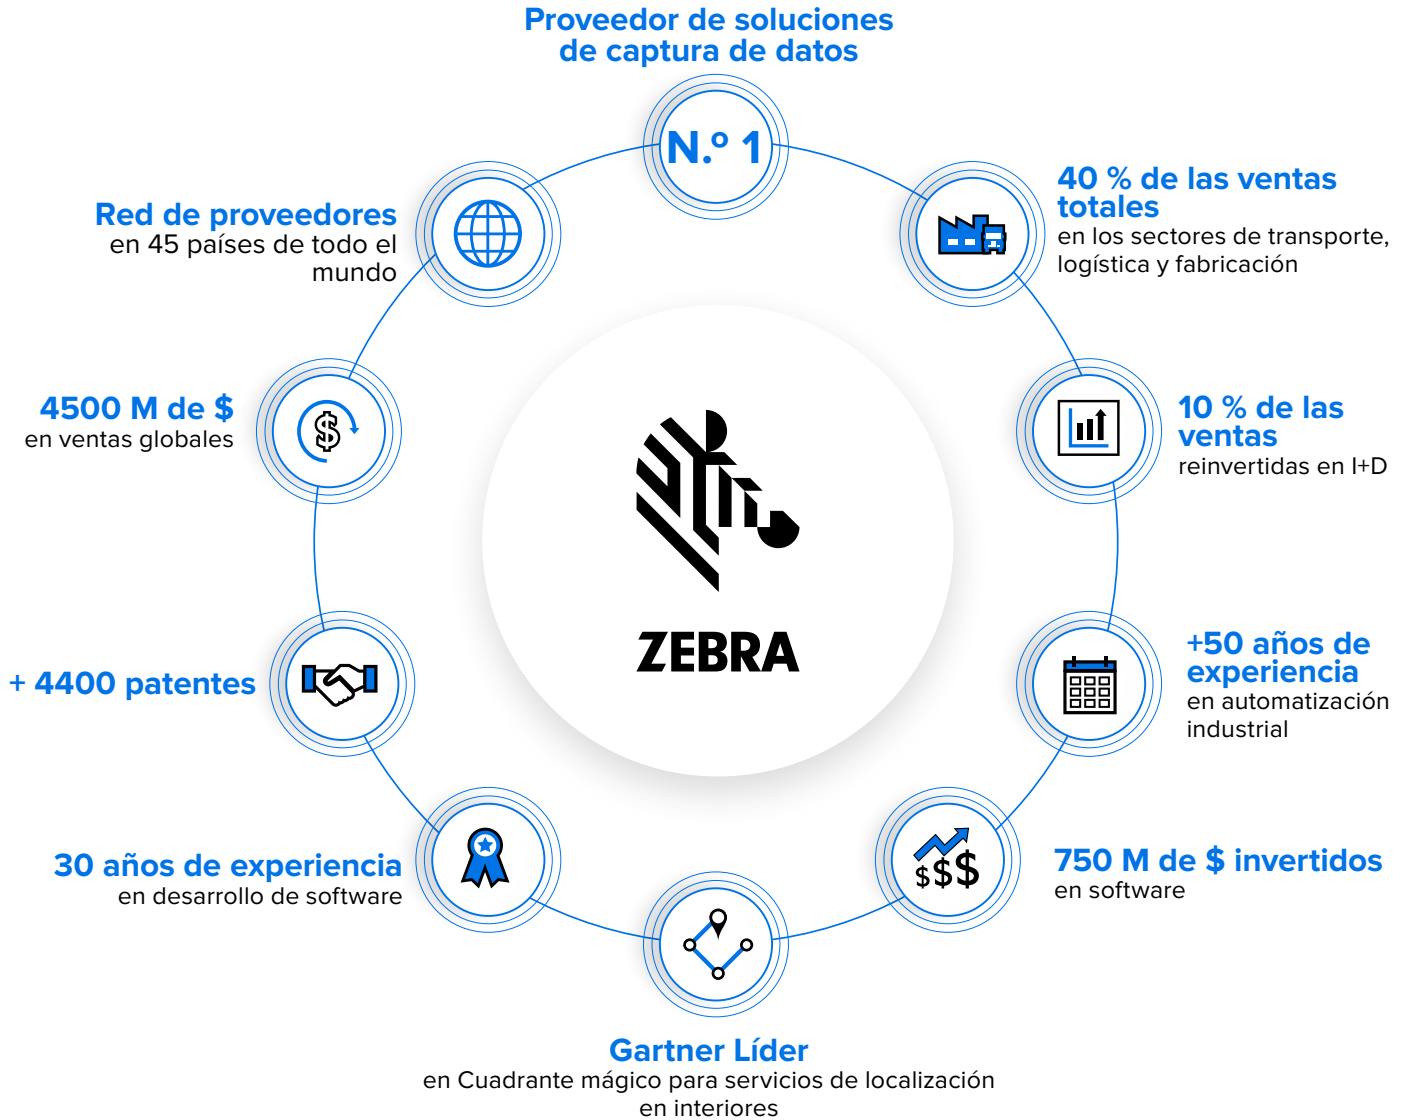 Proveedor de soluciones
de captura de datos
N.º 1
40 % de las ventas
totales
en los sectores de transporte,
logística y fabricación
10 % de las
ventas
reinvertidas en I+D
+50 años de
experiencia
en automatización
industrial
750 M de $ invertidos
en software
Gartner Líder
en Cuadrante mágico para servicios de localización
en interiores
30 años de experiencia
en desarrollo de software
+ 4400 patentes
4500 M de $
en ventas globales
Red de proveedores
en 45 países de todo el
mundo
$
$$$
ZEBRA